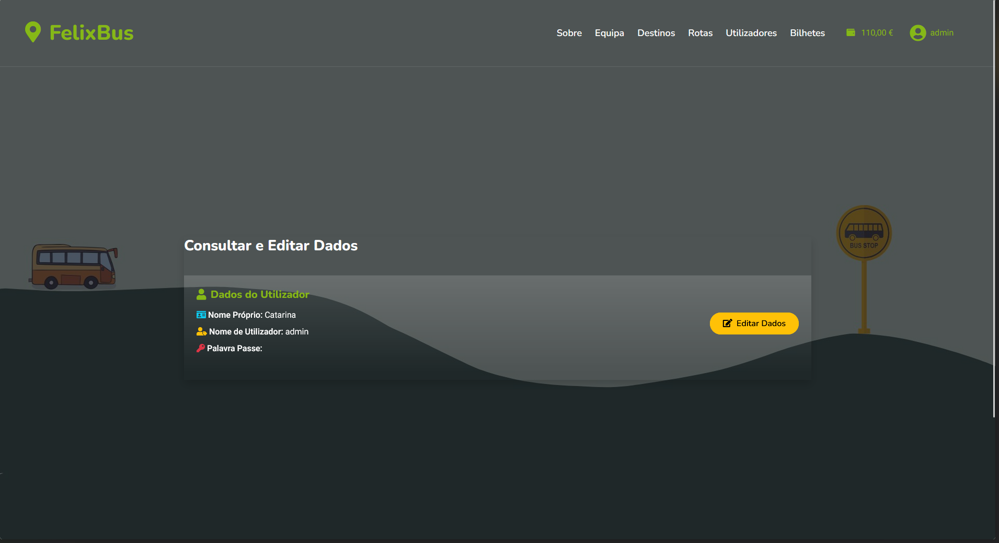 FelixBus
Sobre Equipa Destinos Rotas Utilizadores Bilhetes 110,00 € admin
BUS STOP
Consultar e Editar Dados
Dados do Utilizador
Nome Próprio: Catarina
Nome de Utilizador: admin
Palavra Passe:
Editar Dados